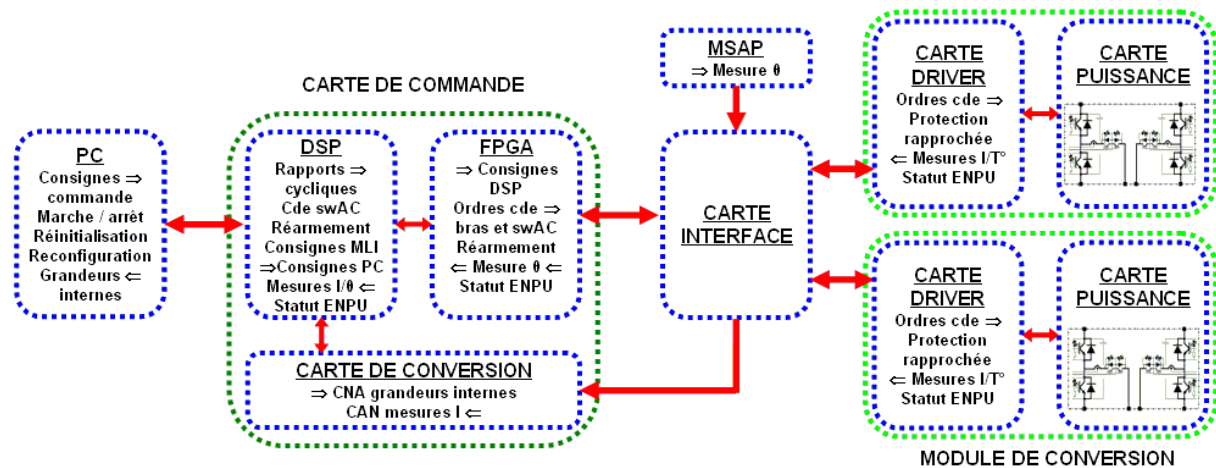 CARTE DE COMMANDE
PC
Consignes ⇒
commande
Marche / arrêt
Réinitialisation
Reconfiguration
Grandeurs ⇐
internes
DSP
Rapports ⇒
cycliques
Cde swAC
Réarmement
Consignes MLI
⇒Consignes PC
Mesures I/θ ⇐
Statut ENPU
FPGA
⇒ Consignes
DSP
Ordres cde ⇒
bras et swAC
Réarmement
⇐ Mesure θ ⇐
Statut ENPU
CARTE DE CONVERSION
⇒ CNA grandeurs internes
CAN mesures I ⇐
MSAP
⇒ Mesure θ
CARTE
INTERFACE
CARTE
DRIVER
Ordres cde ⇒
Protection
rapprochée
⇐ Mesures I/T°
Statut ENPU
CARTE
PUISSANCE
CARTE
DRIVER
Ordres cde ⇒
Protection
rapprochée
⇐ Mesures I/T°
Statut ENPU
CARTE
PUISSANCE
MODULE DE CONVERSION